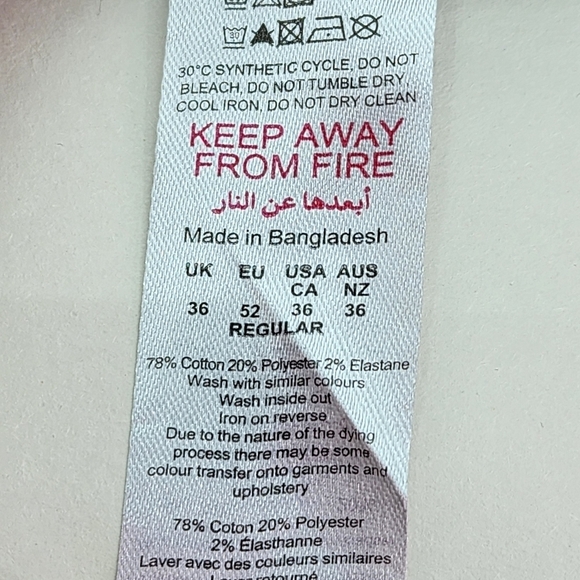 30
30°C SYNTHETIC CYCLE, DO NOT
BLEACH, DO NOT TUMBLE DRY
COOL IRON, DO NOT DRY CLEAN
KEEP AWAY
FROM FIRE
أبعدها عن النار
Made in Bangladesh
UK EU USA AUS
CA NZ
36 52 36 36
REGULAR
78% Cotton 20% Polyester 2% Elastane
Wash with similar colours
Wash inside out
Iron on reverse
Due to the nature of the dying
process there may be some
colour transfer onto garments and
upholstery
78% Coton 20% Polyester
2% Élasthanne
Laver avec des couleurs similaires